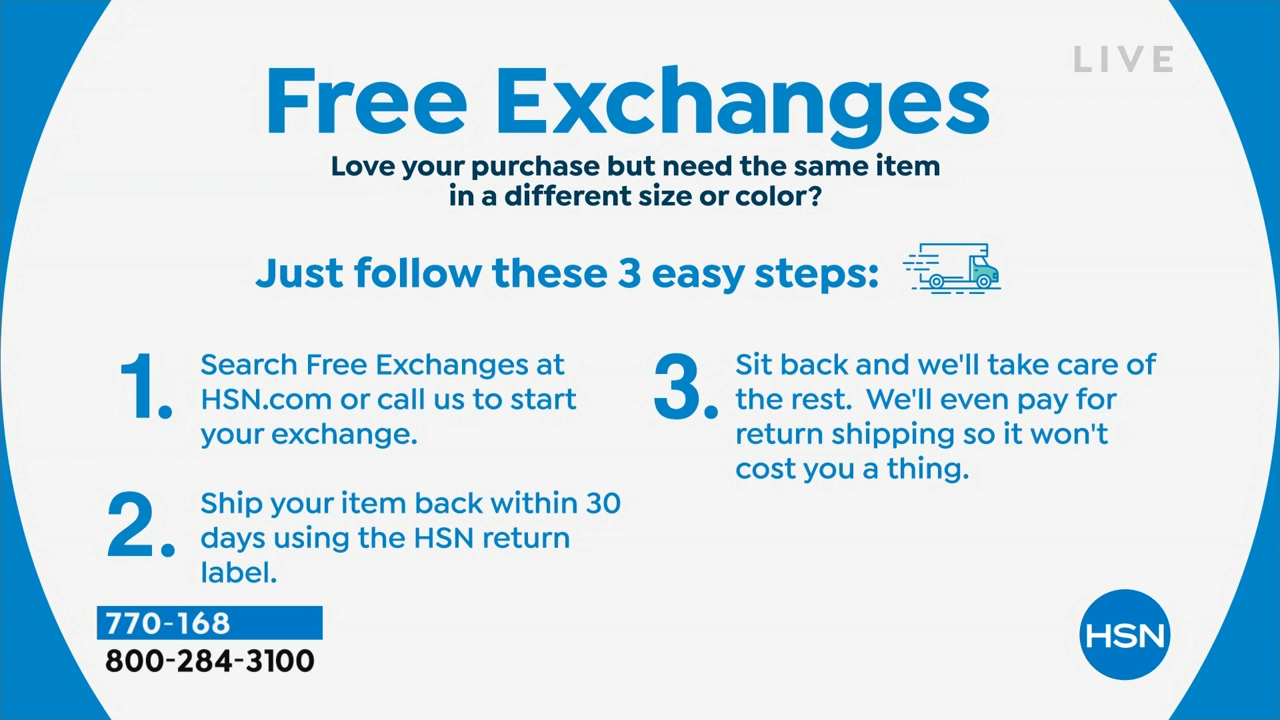 LIVE
Free Exchanges
Love your purchase but need the same item
in a different size or color?
Just follow these 3 easy steps:
1. Search Free Exchanges at
HSN.com or call us to start
your exchange.
2. Ship your item back within 30
days using the HSN return
label.
3. Sit back and we'll take care of
the rest.  We'll even pay for
return shipping so it won't
cost you a thing.
770-168
800-284-3100
HSN